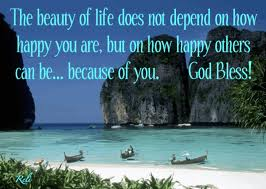 The beauty of life does not depend on how
happy you are, but on how happy others
can be... because of you. God Bless!